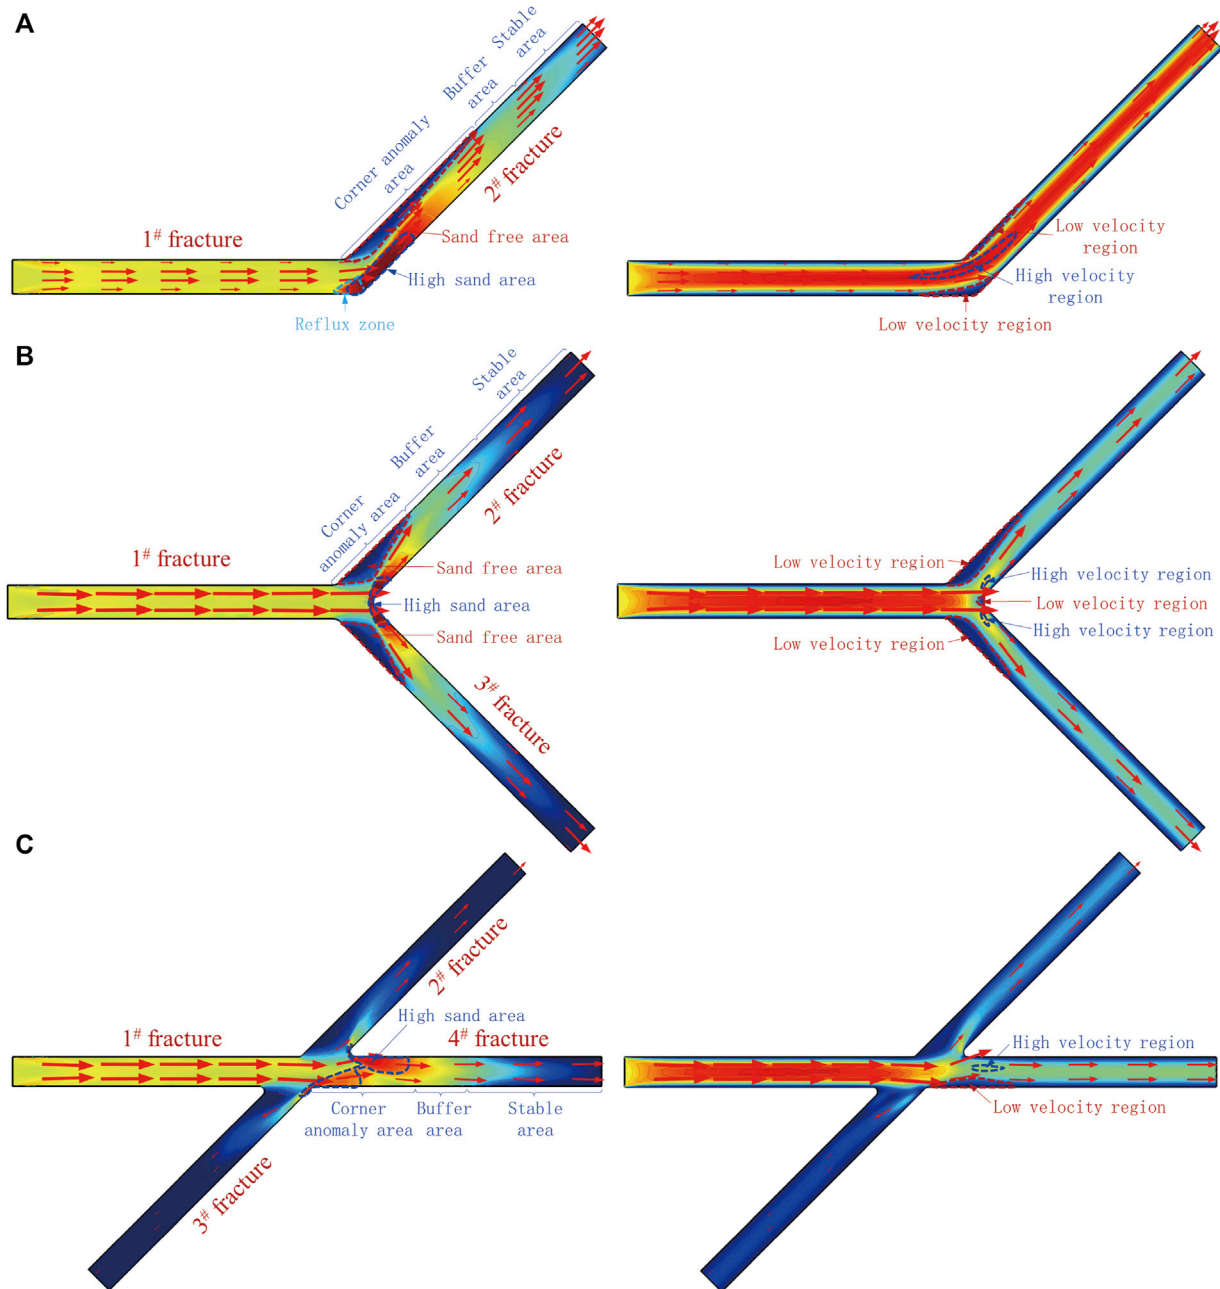 A
Corner anomaly
area
Buffer
area
Stable
area
2# fracture
1# fracture
Sand free area
High sand area
Reflux zone
Low velocity
region
High velocity
region
Low velocity region
B
Corner
anomaly area
Buffer
area
Stable
area
2# fracture
1# fracture
Sand free area
High sand area
Sand free area
3# fracture
Low velocity region
High velocity region
Low velocity region
High velocity region
Low velocity region
C
2# fracture
High sand area
1# fracture
4# fracture
Corner
anomaly area
Buffer
area
Stable
area
3# fracture
High velocity region
Low velocity region